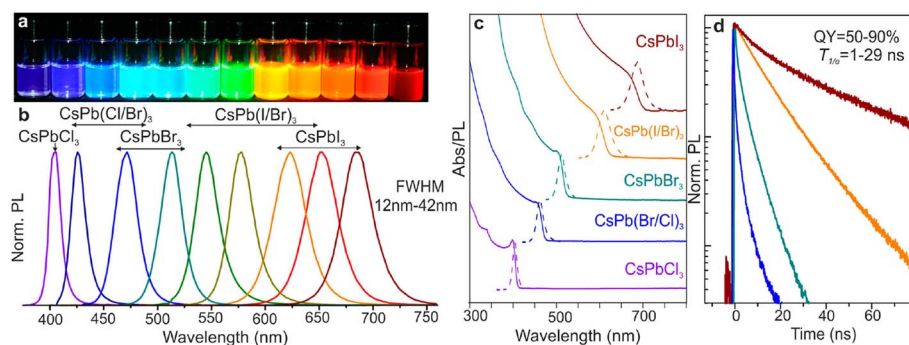 a
b
CsPb(Cl/Br)₃
CsPb(I/Br)₃
CsPbCl₃
CsPbBr₃
CsPbI₃
FWHM
12nm-42nm
Norm. PL
400 450 500 550 600 650 700 750
Wavelength (nm)
c
CsPbI₃
CsPb(I/Br)₃
CsPbBr₃
CsPb(Br/Cl)₃
CsPbCl₃
Abs/PL
300 500 700
Wavelength (nm)
d
QY=50-90%
T₁/ₑ=1-29 ns
Norm. PL
0 20 40 60
Time (ns)